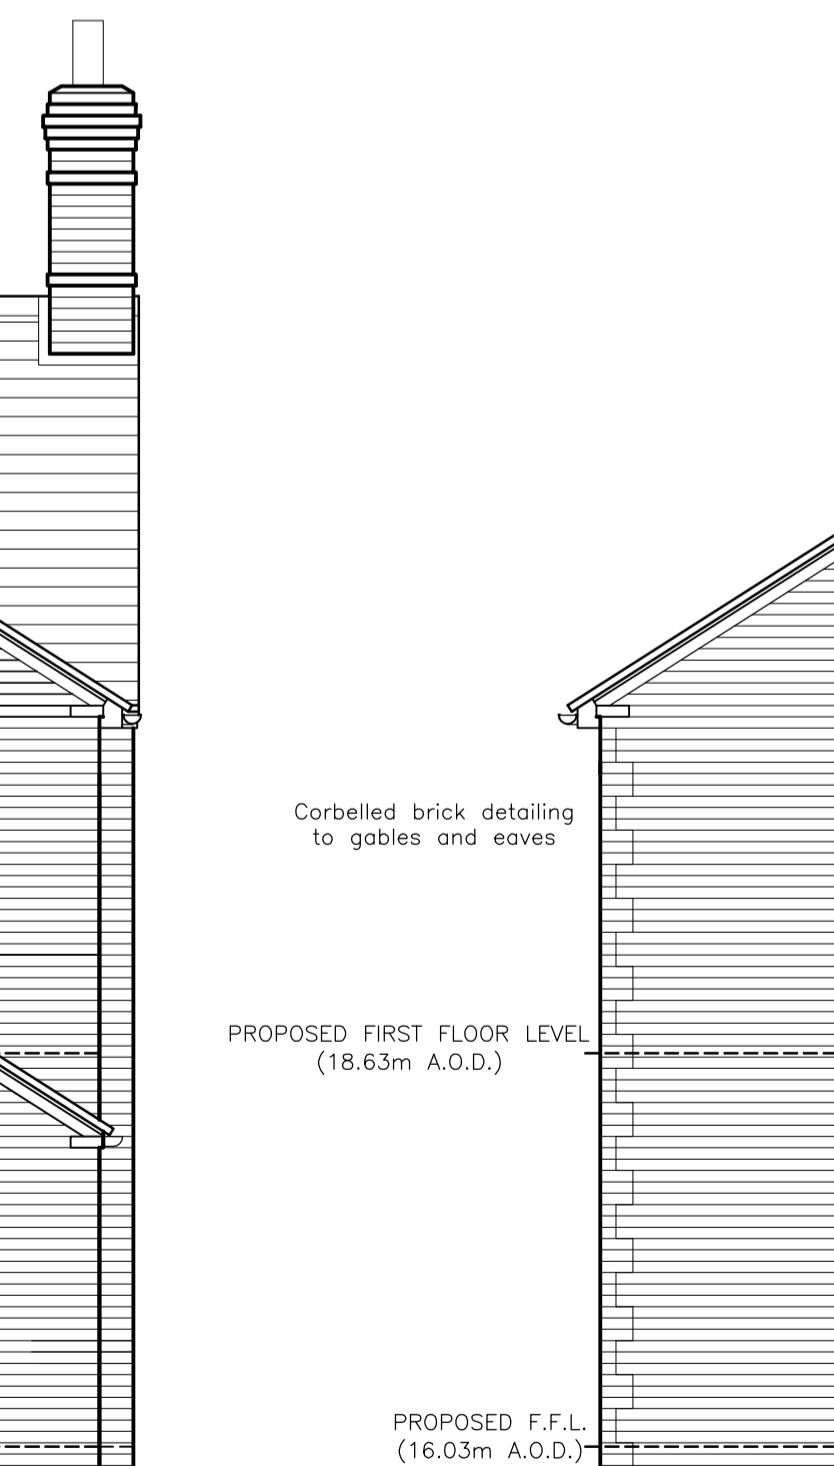 Corbelled brick detailing
to gables and eaves
PROPOSED FIRST FLOOR LEVEL
(18.63m A.O.D.)
PROPOSED F.F.L.
(16.03m A.O.D.)